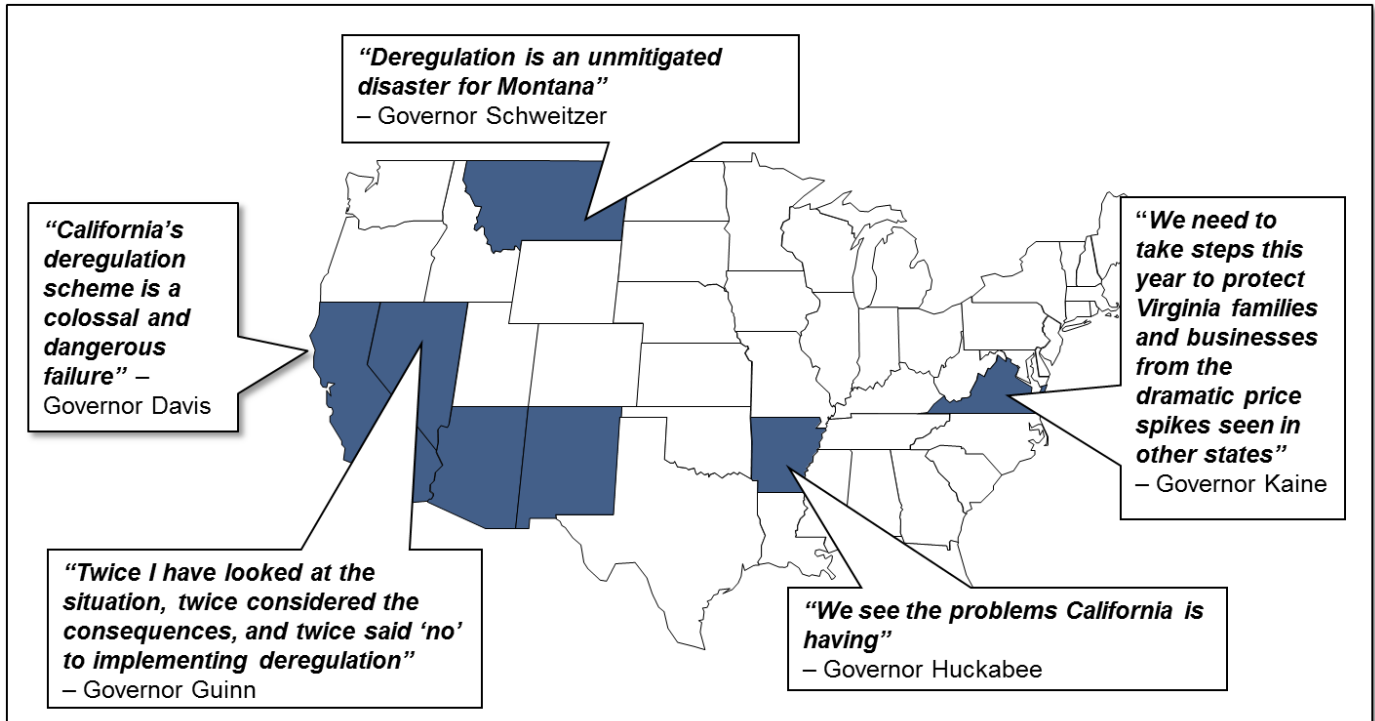 “Deregulation is an unmitigated
disaster for Montana”
– Governor Schweitzer
“California’s
deregulation
scheme is a
colossal and
dangerous
failure” –
Governor Davis
“We need to
take steps this
year to protect
Virginia families
and businesses
from the
dramatic price
spikes seen in
other states”
– Governor Kaine
“Twice I have looked at the
situation, twice considered the
consequences, and twice said ‘no’
to implementing deregulation”
– Governor Guinn
“We see the problems California is
having”
– Governor Huckabee